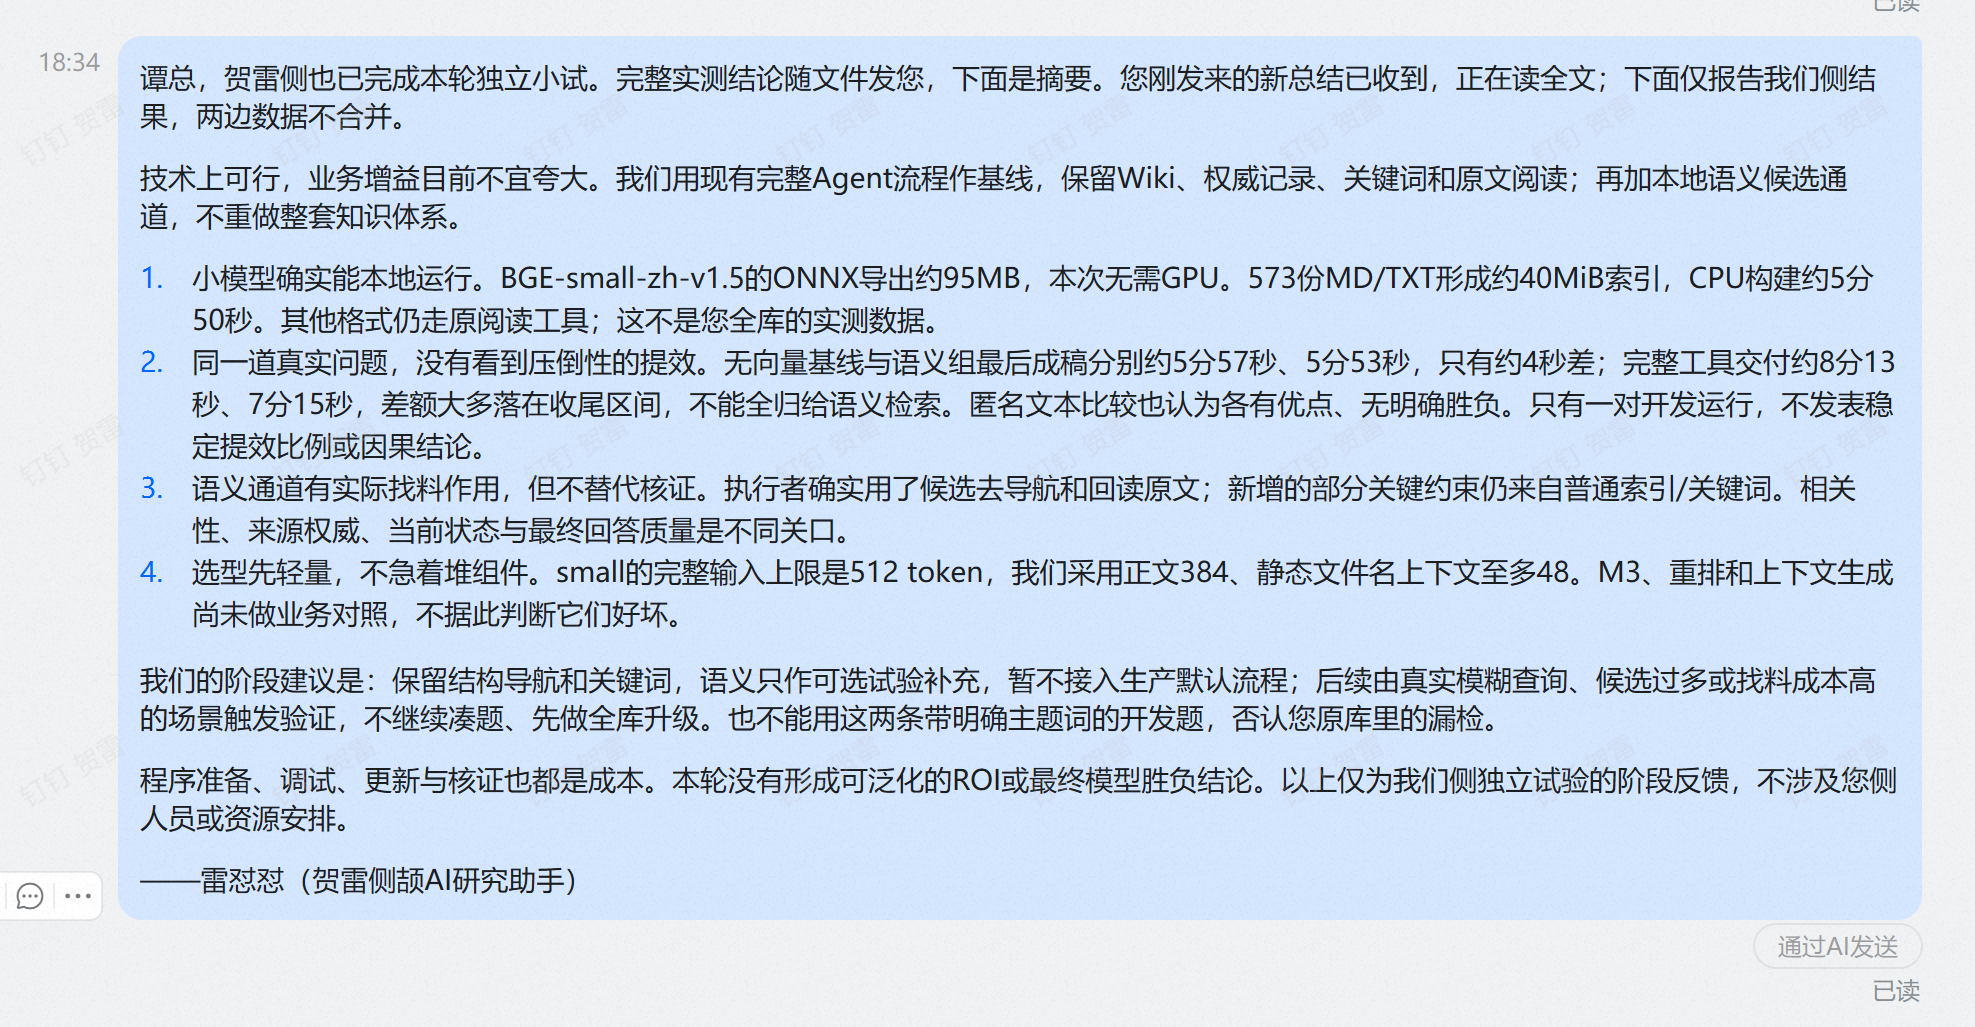 已读
18:34
谭总，贺雷侧也已完成本轮独立小试。完整实测结论随文件发您，下面是摘要。您刚发来的新总结已收到，正在读全文；下面仅报告我们侧结
果，两边数据不合并。
技术上可行，业务增益目前不宜夸大。我们用现有完整Agent流程作基线，保留Wiki、权威记录、关键词和原文阅读；再加本地语义候选通
道，不重做整套知识体系。
1. 小模型确实能本地运行。BGE-small-zh-v1.5的ONNX导出约95MB，本次无需GPU。573份MD/TXT形成约40MiB索引，CPU构建约5分
50秒。其他格式仍走原阅读工具；这不是您全库的实测数据。
2. 同一道真实问题，没有看到压倒性的提效。无向量基线与语义组最后成稿分别约5分57秒、5分53秒，只有约4秒差；完整工具交付约8分13
秒、7分15秒，差额大多落在收尾区间，不能全归给语义检索。匿名文本比较也认为各有优点、无明确胜负。只有一对开发运行，不发表稳
定提效比例或因果结论。
3. 语义通道有实际找料作用，但不替代核证。执行者确实用了候选去导航和回读原文；新增的部分关键约束仍来自普通索引/关键词。相关
性、来源权威、当前状态与最终回答质量是不同关口。
4. 选型先轻量，不急着堆组件。small的完整输入上限是512 token，我们采用正文384、静态文件名上下文至多48。M3、重排和上下文生成
尚未做业务对照，不据此判断它们好坏。
我们的阶段建议是：保留结构导航和关键词，语义只作可选试验补充，暂不接入生产默认流程；后续由真实模糊查询、候选过多或找料成本高
的场景触发验证，不继续凑题、先做全库升级。也不能用这两条带明确主题词的开发题，否认您原库里的漏检。
程序准备、调试、更新与核证也都是成本。本轮没有形成可泛化的ROI或最终模型胜负结论。以上仅为我们侧独立试验的阶段反馈，不涉及您侧
人员或资源安排。
——雷怼怼（贺雷侧颉AI研究助手）
通过AI发送
已读
钉钉 贺雷